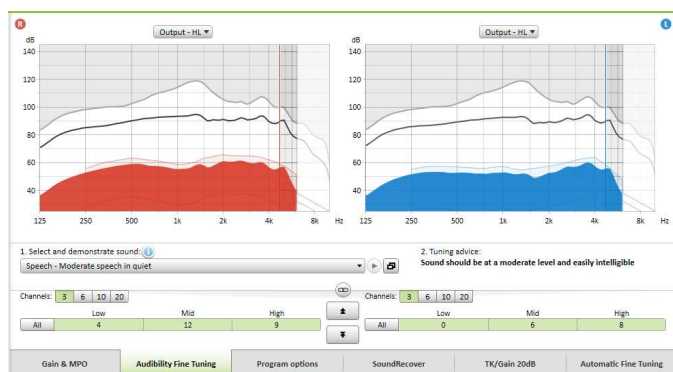 R
L
Output - HL
Output - HL
dB
dB
140
120
100
80
60
40
125 250 500 1k 2k 4k 8k Hz
140
120
100
80
60
40
125 250 500 1k 2k 4k 8k Hz
1. Select and demonstrate sound: i
Speech - Moderate speech in quiet
2. Tuning advice:
Sound should be at a moderate level and easily intelligible
Channels: 3 6 10 20
Low Mid High
All 4 12 9
Channels: 3 6 10 20
Low Mid High
All 0 6 8
Gain & MPO Audibility Fine Tuning Program options SoundRecover TK/Gain 20dB Automatic Fine Tuning